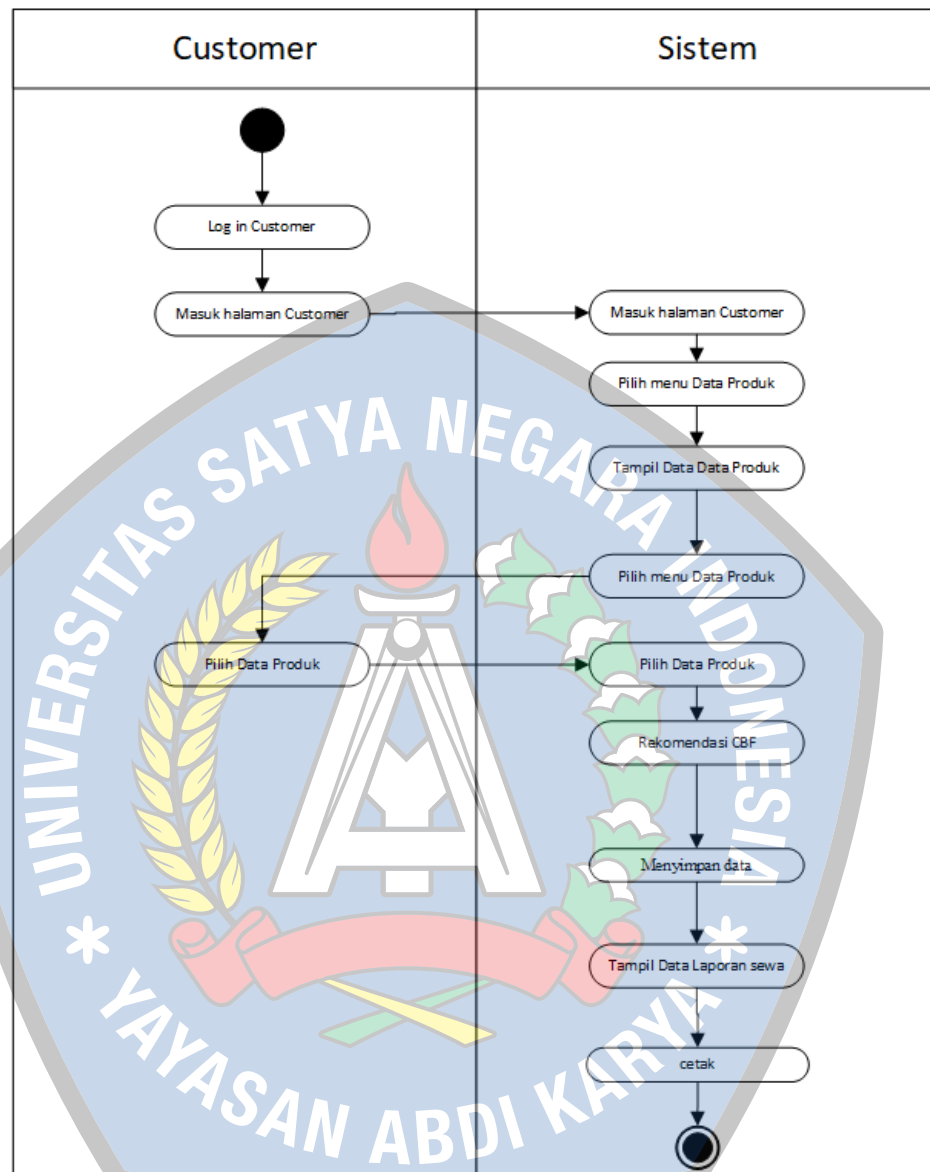 Customer
Sistem
Log in Customer
Masuk halaman Customer
Masuk halaman Customer
Pilih menu Data Produk
Tampil Data Data Produk
Pilih menu Data Produk
Pilih Data Produk
Pilih Data Produk
Rekomendasi CBF
Menyimpan data
Tampil Data Laporan sewa
cetak
UNIVERSITAS SATYA NEGARA INDONESIA
* YAYASAN ABDI KARYA *